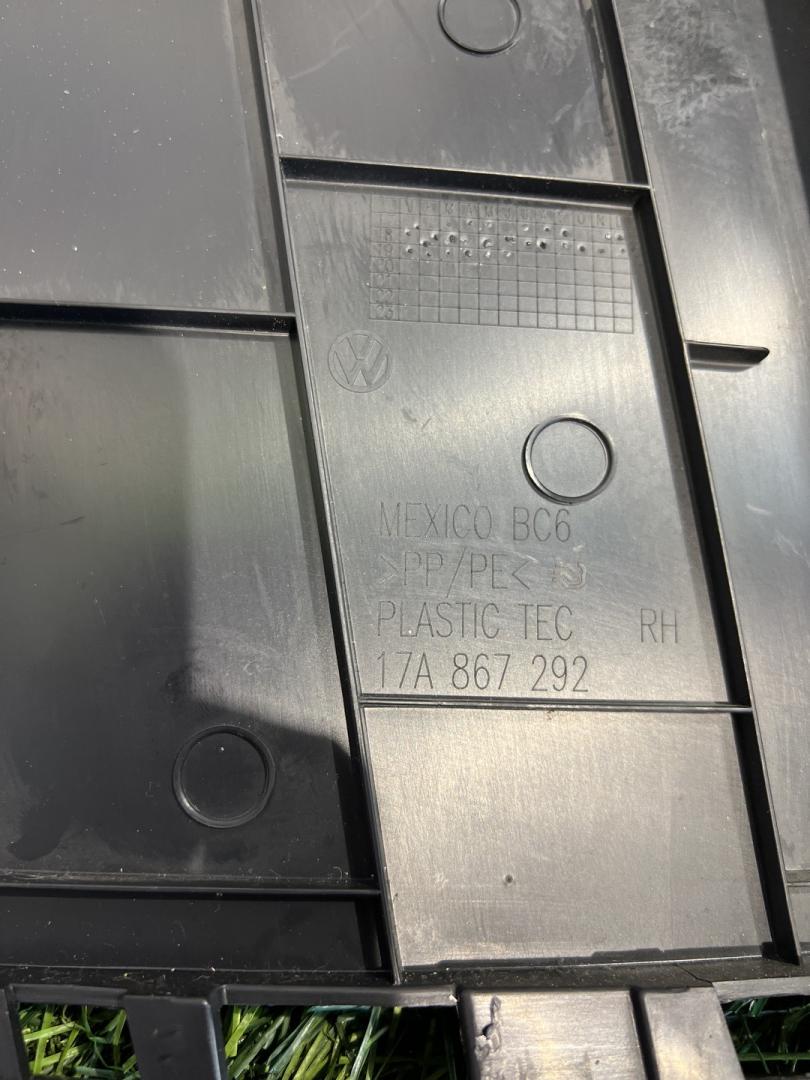 MEXICO BC6
>PP/PE<
PLASTIC TEC RH
17A 867 292